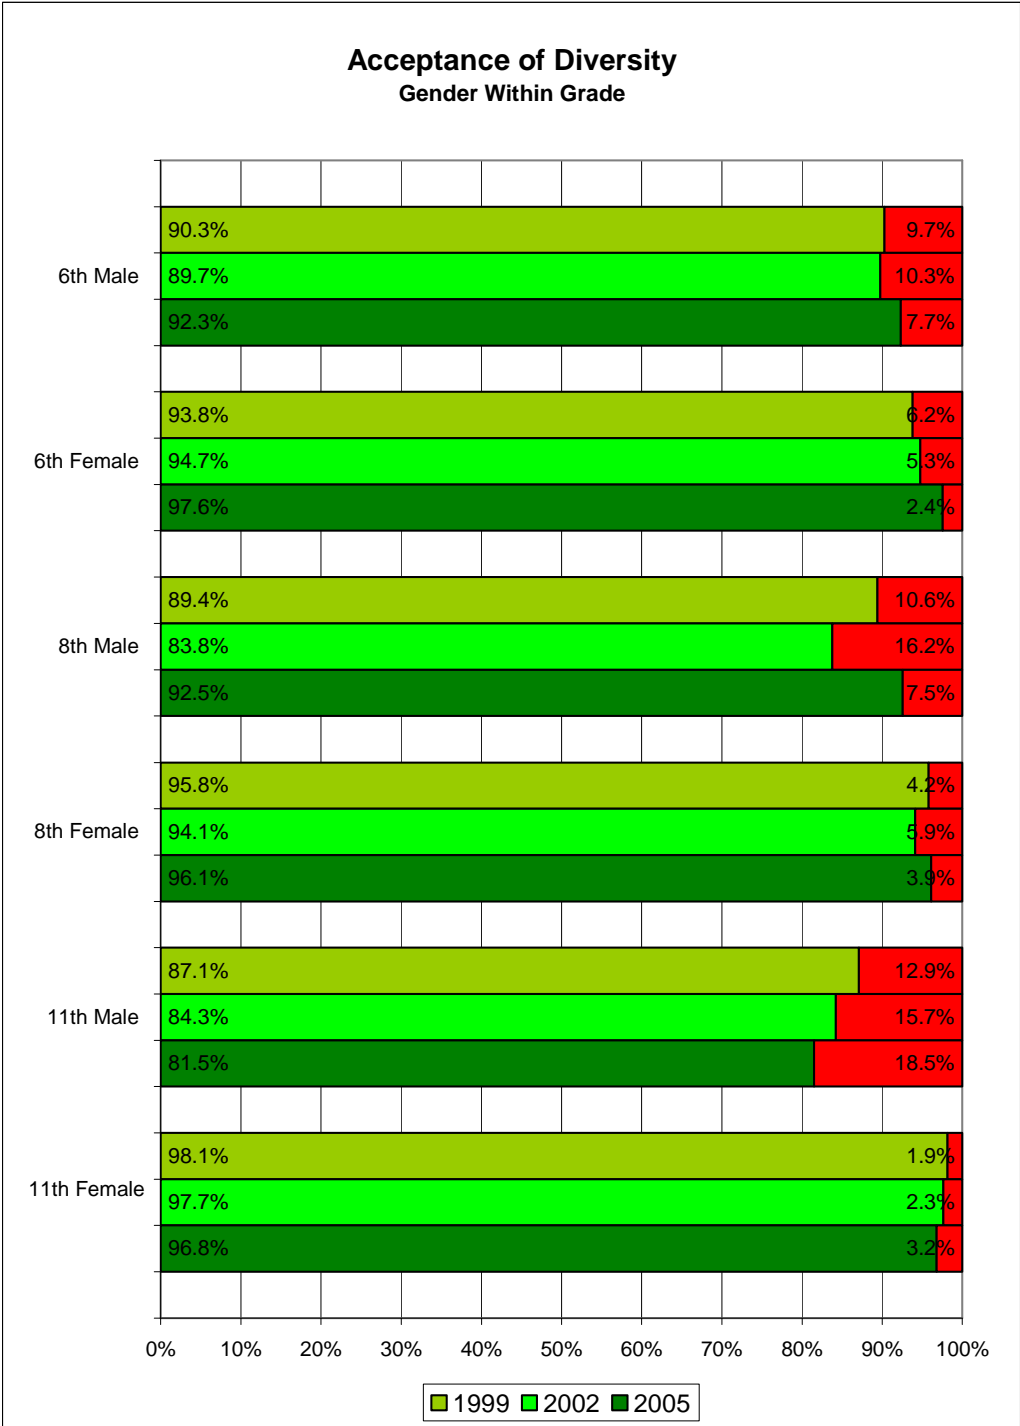 Acceptance of Diversity
Gender Within Grade
90.3% 9.7%
6th Male 89.7% 10.3%
92.3% 7.7%
93.8% 6.2%
6th Female 94.7% 5.3%
97.6% 2.4%
89.4% 10.6%
8th Male 83.8% 16.2%
92.5% 7.5%
95.8% 4.2%
8th Female 94.1% 5.9%
96.1% 3.9%
87.1% 12.9%
11th Male 84.3% 15.7%
81.5% 18.5%
98.1% 1.9%
11th Female 97.7% 2.3%
96.8% 3.2%
0% 10% 20% 30% 40% 50% 60% 70% 80% 90% 100%
1999 2002 2005